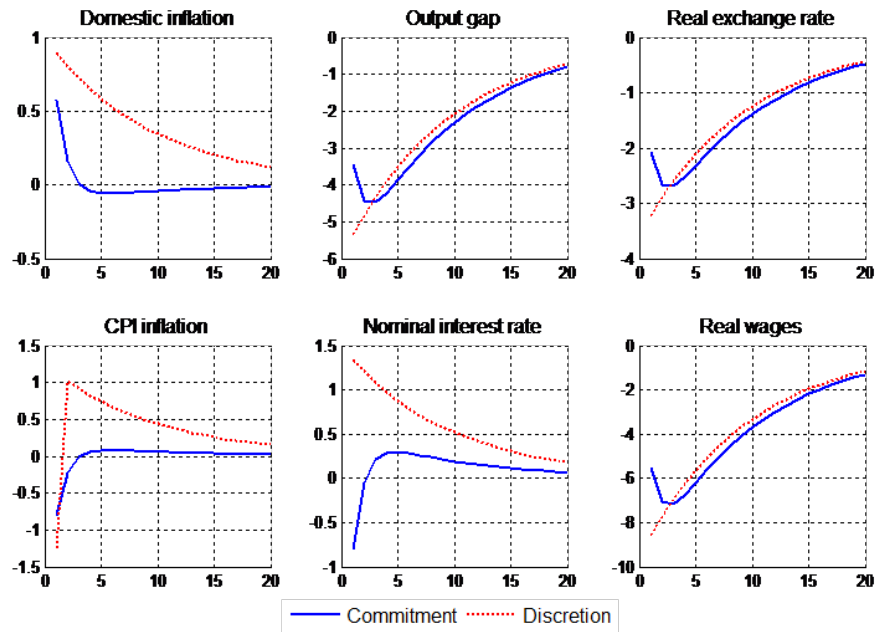 Domestic inflation
Output gap
Real exchange rate
1
0.5
0
-0.5
0 5 10 15 20
0
-1
-2
-3
-4
-5
-6
0 5 10 15 20
0
-1
-2
-3
-4
0 5 10 15 20
CPI inflation
Nominal interest rate
Real wages
1.5
1
0.5
0
-0.5
-1
-1.5
0 5 10 15 20
1.5
1
0.5
0
-0.5
-1
0 5 10 15 20
0
-2
-4
-6
-8
-10
0 5 10 15 20
Commitment Discretion